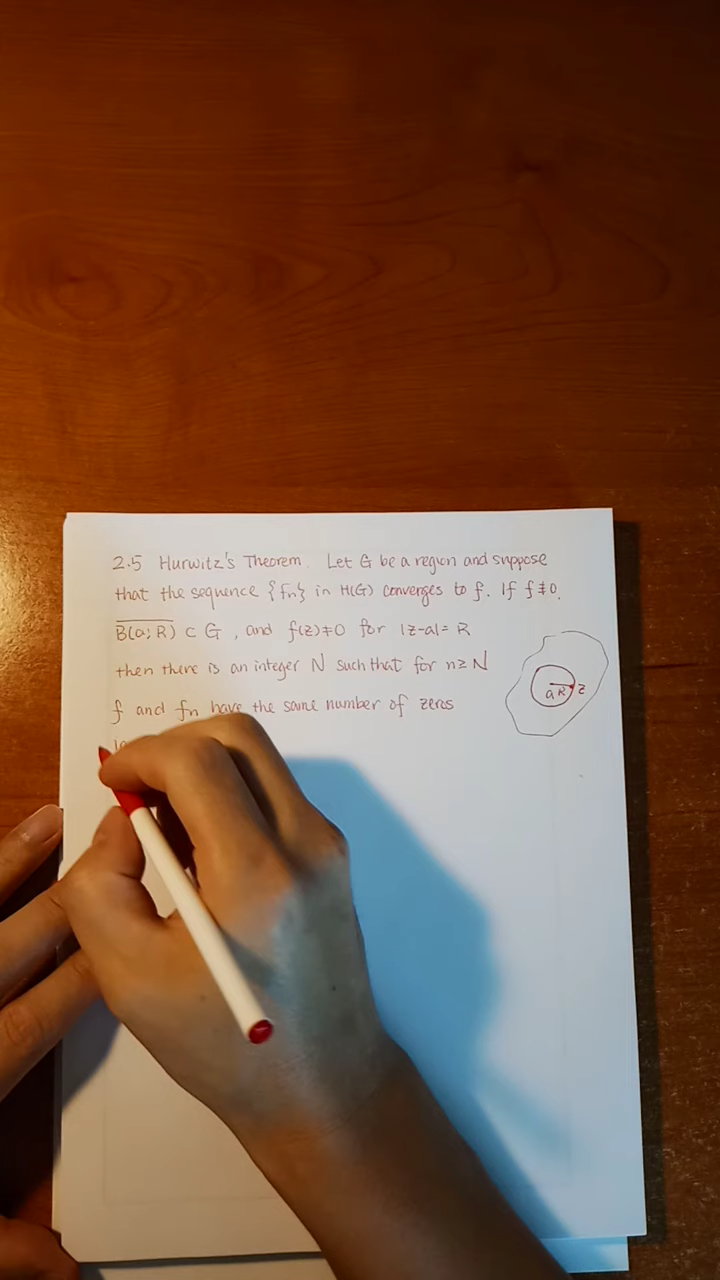 2.5 Hurwitz's Theorem. Let G be a region and suppose
that the sequence {fn} in H(G) converges to f. If f≢0,
\overline{B(a;R)} ⊂ G, and f(z)≠0 for |z-a|=R
then there is an integer N such that for n≥N
f and fn have the same number of zeros
a R z